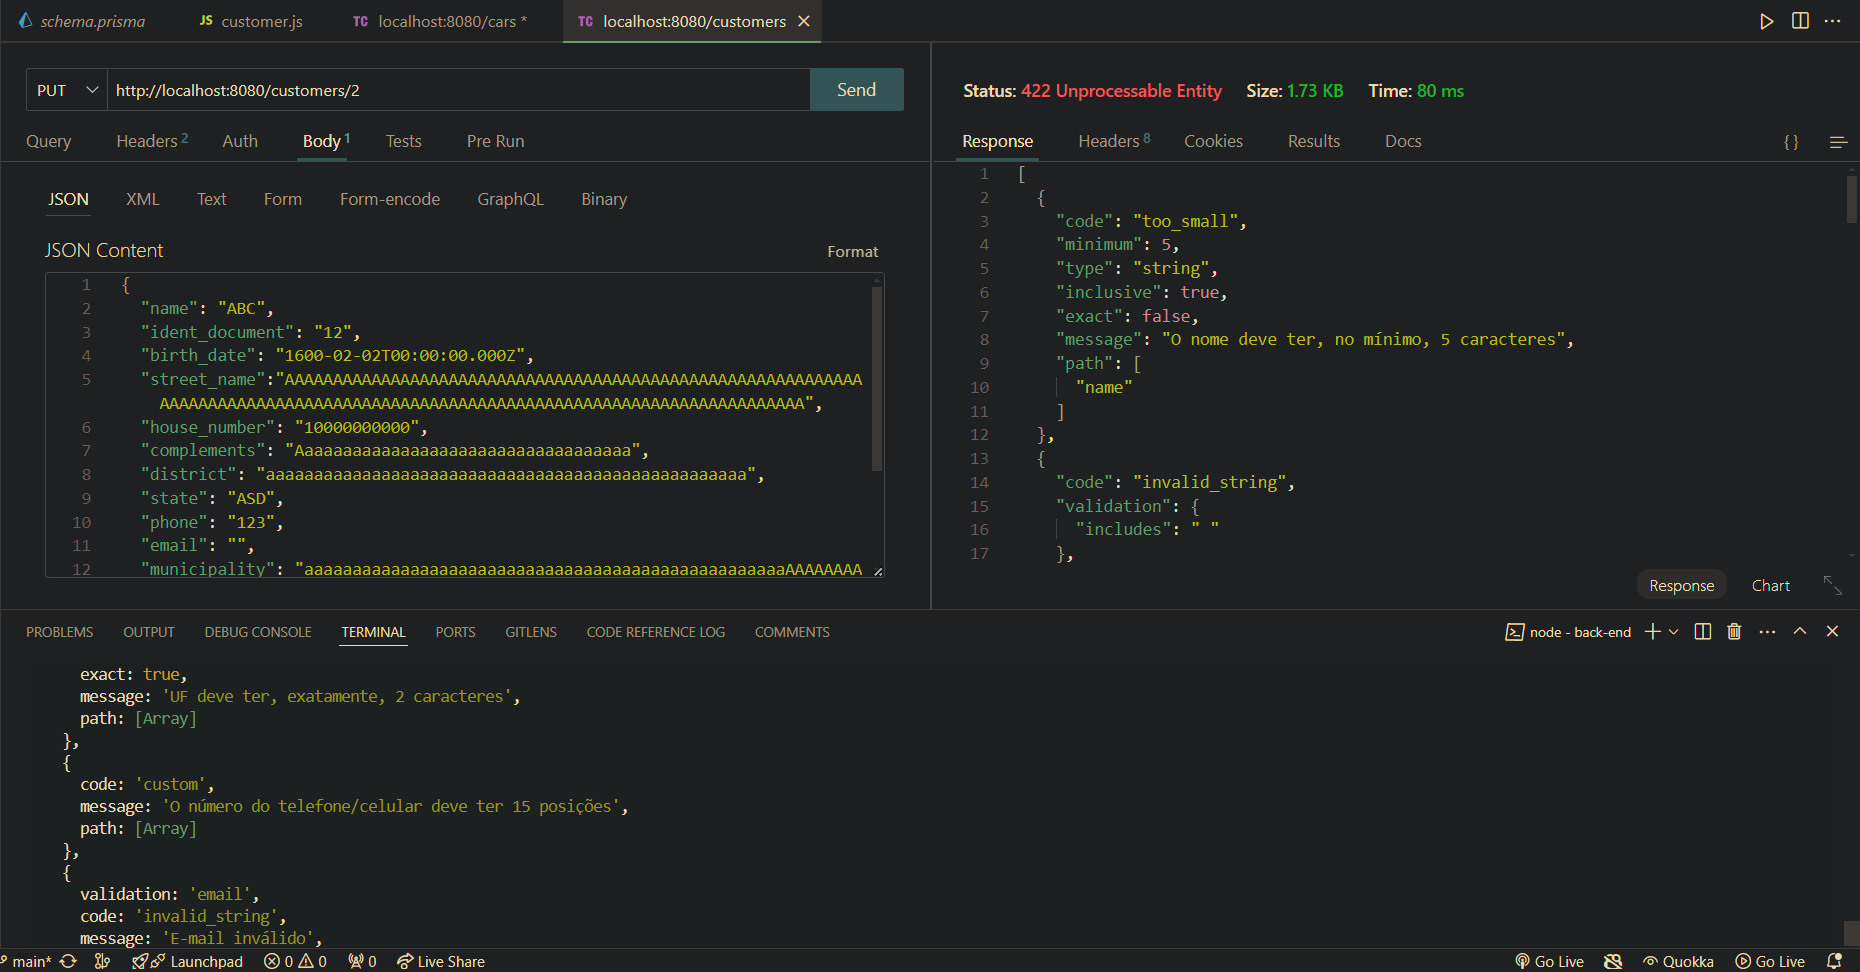 schema.prisma
JS customer.js
TC localhost:8080/cars *
TC localhost:8080/customers
PUT
http://localhost:8080/customers/2
Send
Query
Headers 2
Auth
Body 1
Tests
Pre Run
JSON
XML
Text
Form
Form-encode
GraphQL
Binary
JSON Content
Format
1 {
2 "name": "ABC",
3 "ident_document": "12",
4 "birth_date": "1600-02-02T00:00:00.000Z",
5 "street_name":"AAAAAAAAAAAAAAAAAAAAAAAAAAAAAAAAAAAAAAAAAAAAAAAAAAAAAAAAAAAA
AAAAAAAAAAAAAAAAAAAAAAAAAAAAAAAAAAAAAAAAAAAAAAAAAAAAAAAAAAAAAAAAAAA",
6 "house_number": "10000000000",
7 "complements": "Aaaaaaaaaaaaaaaaaaaaaaaaaaaaaaaaaaa",
8 "district": "aaaaaaaaaaaaaaaaaaaaaaaaaaaaaaaaaaaaaaaaaaaaaaaaaa",
9 "state": "ASD",
10 "phone": "123",
11 "email": "",
12 "municipality": "aaaaaaaaaaaaaaaaaaaaaaaaaaaaaaaaaaaaaaaaaaaaaaaaaaAAAAAAAA
Status: 422 Unprocessable Entity
Size: 1.73 KB
Time: 80 ms
Response
Headers 8
Cookies
Results
Docs
{ }
1 [
2 {
3 "code": "too_small",
4 "minimum": 5,
5 "type": "string",
6 "inclusive": true,
7 "exact": false,
8 "message": "O nome deve ter, no mínimo, 5 caracteres",
9 "path": [
10 "name"
11 ]
12 },
13 {
14 "code": "invalid_string",
15 "validation": {
16 "includes": " "
17 },
Response
Chart
PROBLEMS
OUTPUT
DEBUG CONSOLE
TERMINAL
PORTS
GITLENS
CODE REFERENCE LOG
COMMENTS
node - back-end
exact: true,
message: 'UF deve ter, exatamente, 2 caracteres',
path: [Array]
},
{
code: 'custom',
message: 'O número do telefone/celular deve ter 15 posições',
path: [Array]
},
{
validation: 'email',
code: 'invalid_string',
message: 'E-mail inválido',
main*
Launchpad
0
0
0
Live Share
Go Live
Quokka
Go Live